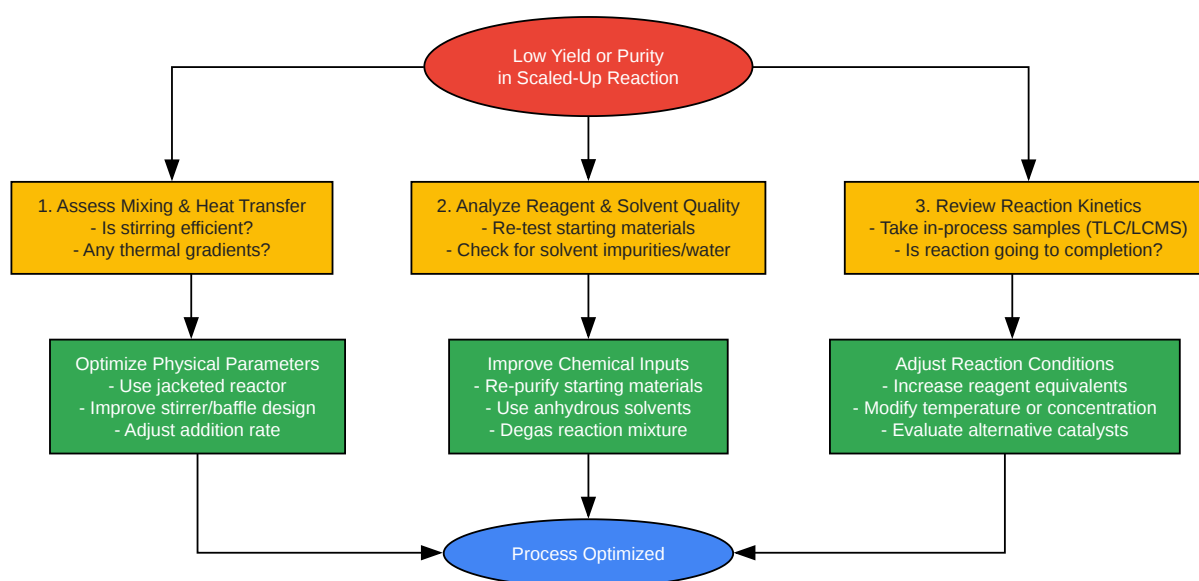 Low Yield or Purity
in Scaled-Up Reaction
1. Assess Mixing & Heat Transfer
- Is stirring efficient?
- Any thermal gradients?
2. Analyze Reagent & Solvent Quality
- Re-test starting materials
- Check for solvent impurities/water
3. Review Reaction Kinetics
- Take in-process samples (TLC/LCMS)
- Is reaction going to completion?
Optimize Physical Parameters
- Use jacketed reactor
- Improve stirrer/baffle design
- Adjust addition rate
Improve Chemical Inputs
- Re-purify starting materials
- Use anhydrous solvents
- Degas reaction mixture
Adjust Reaction Conditions
- Increase reagent equivalents
- Modify temperature or concentration
- Evaluate alternative catalysts
Process Optimized